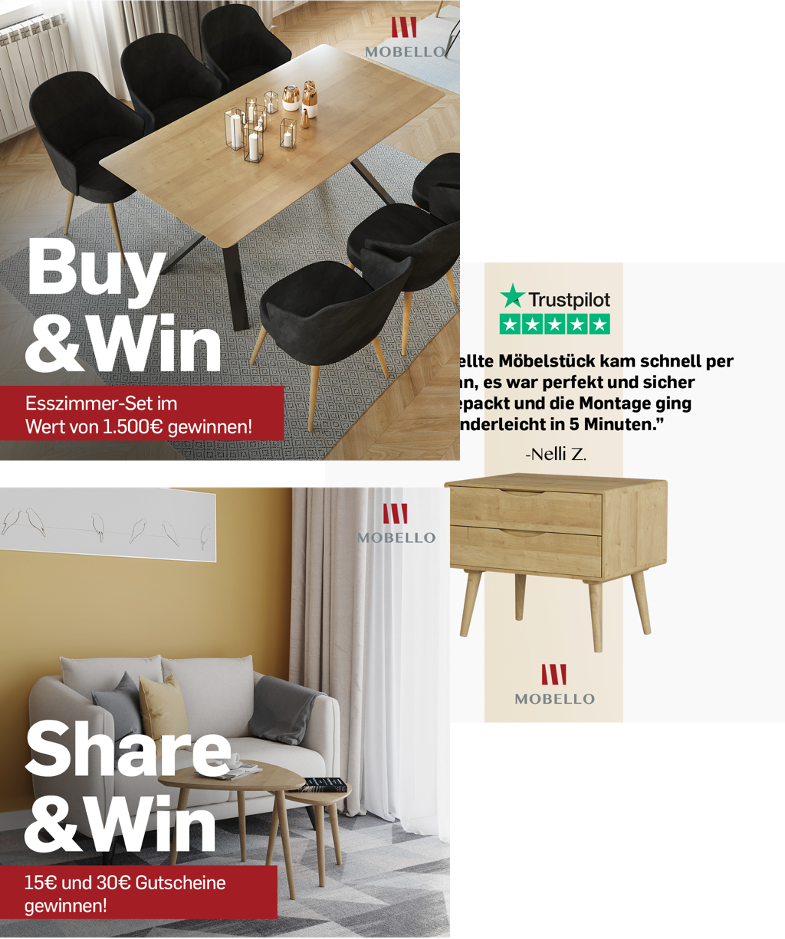 MOBELLO
Buy
&Win
Esszimmer-Set im
Wert von 1.500€ gewinnen!
Trustpilot
ellte Möbelstück kam schnell per
n, es war perfekt und sicher
epackt und die Montage ging
nderleicht in 5 Minuten.”
-Nelli Z.
MOBELLO
MOBELLO
Share
&Win
15€ und 30€ Gutscheine
gewinnen!